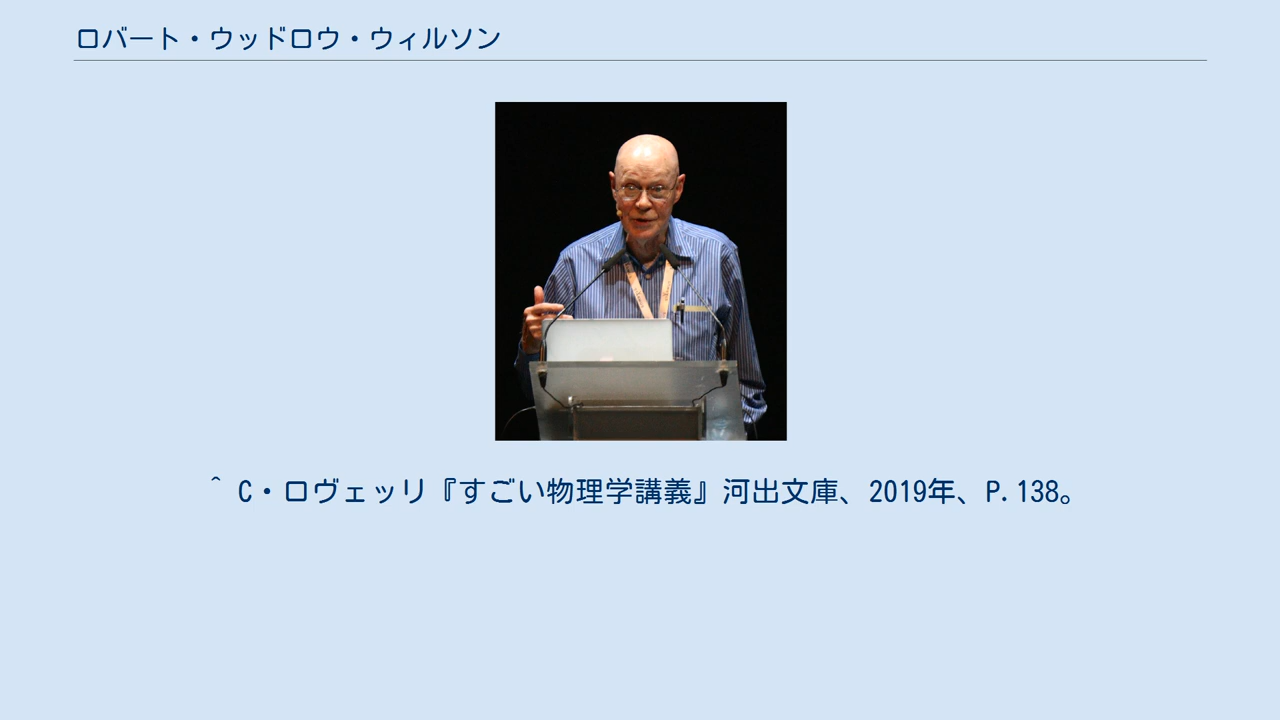 ロバート・ウッドロウ・ウィルソン
^ C・ロヴェッリ『すごい物理学講義』河出文庫、2019年、P.138。